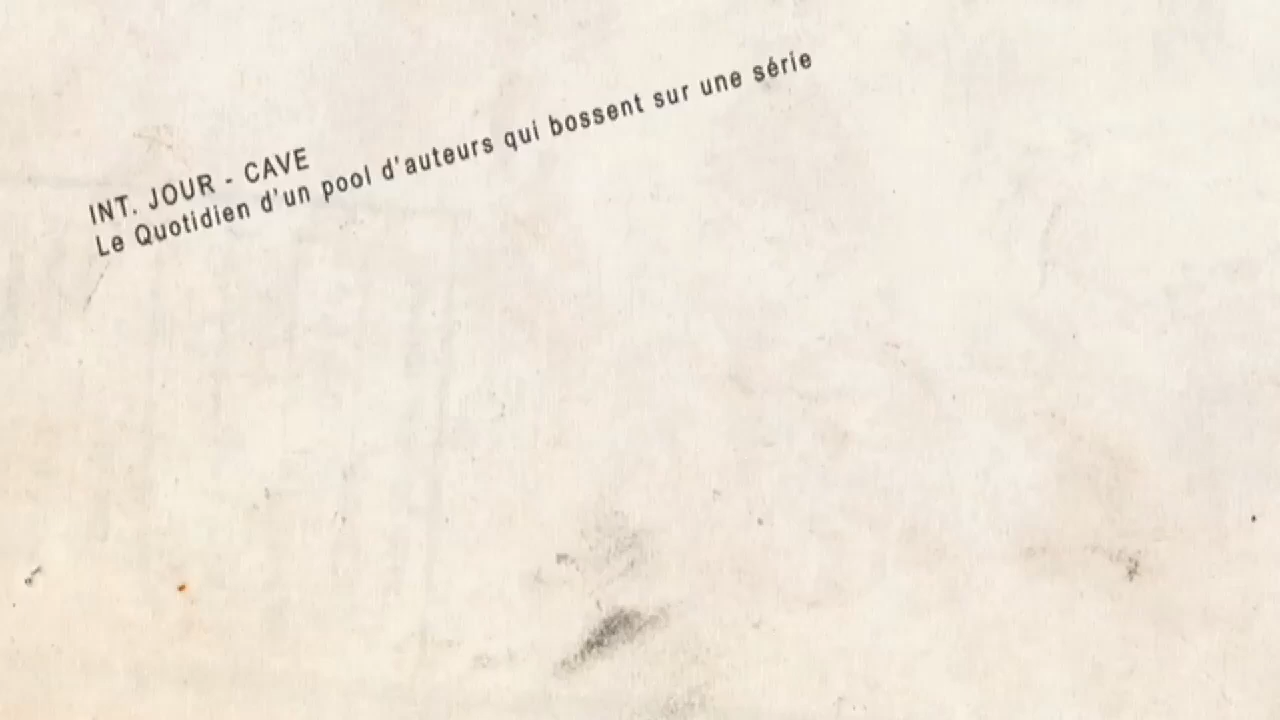 INT. JOUR - CAVE
Le Quotidien d'un pool d'auteurs qui bossent sur une série